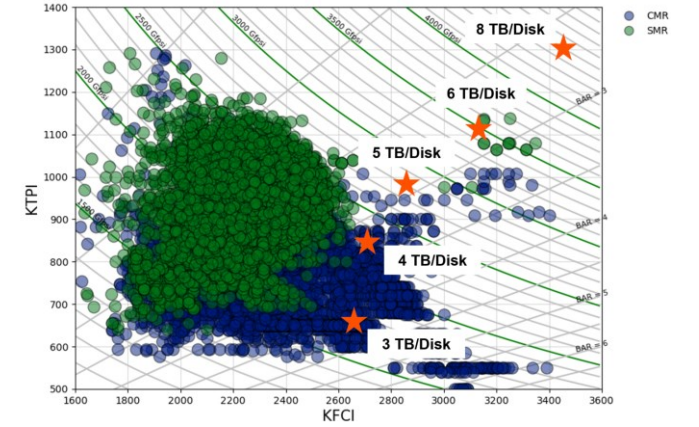 1400
1300
1200
1100
1000
900
800
700
600
500
KTPI
1600
1800
2000
2200
2400
2600
2800
3000
3200
3400
3600
KFCI
2000 Gfpsi
2500 Gfpsi
3000 Gfpsi
3500 Gfpsi
4000 Gfpsi
BAR = 3
BAR = 4
BAR = 5
BAR = 6
8 TB/Disk
6 TB/Disk
5 TB/Disk
4 TB/Disk
3 TB/Disk
CMR
SMR